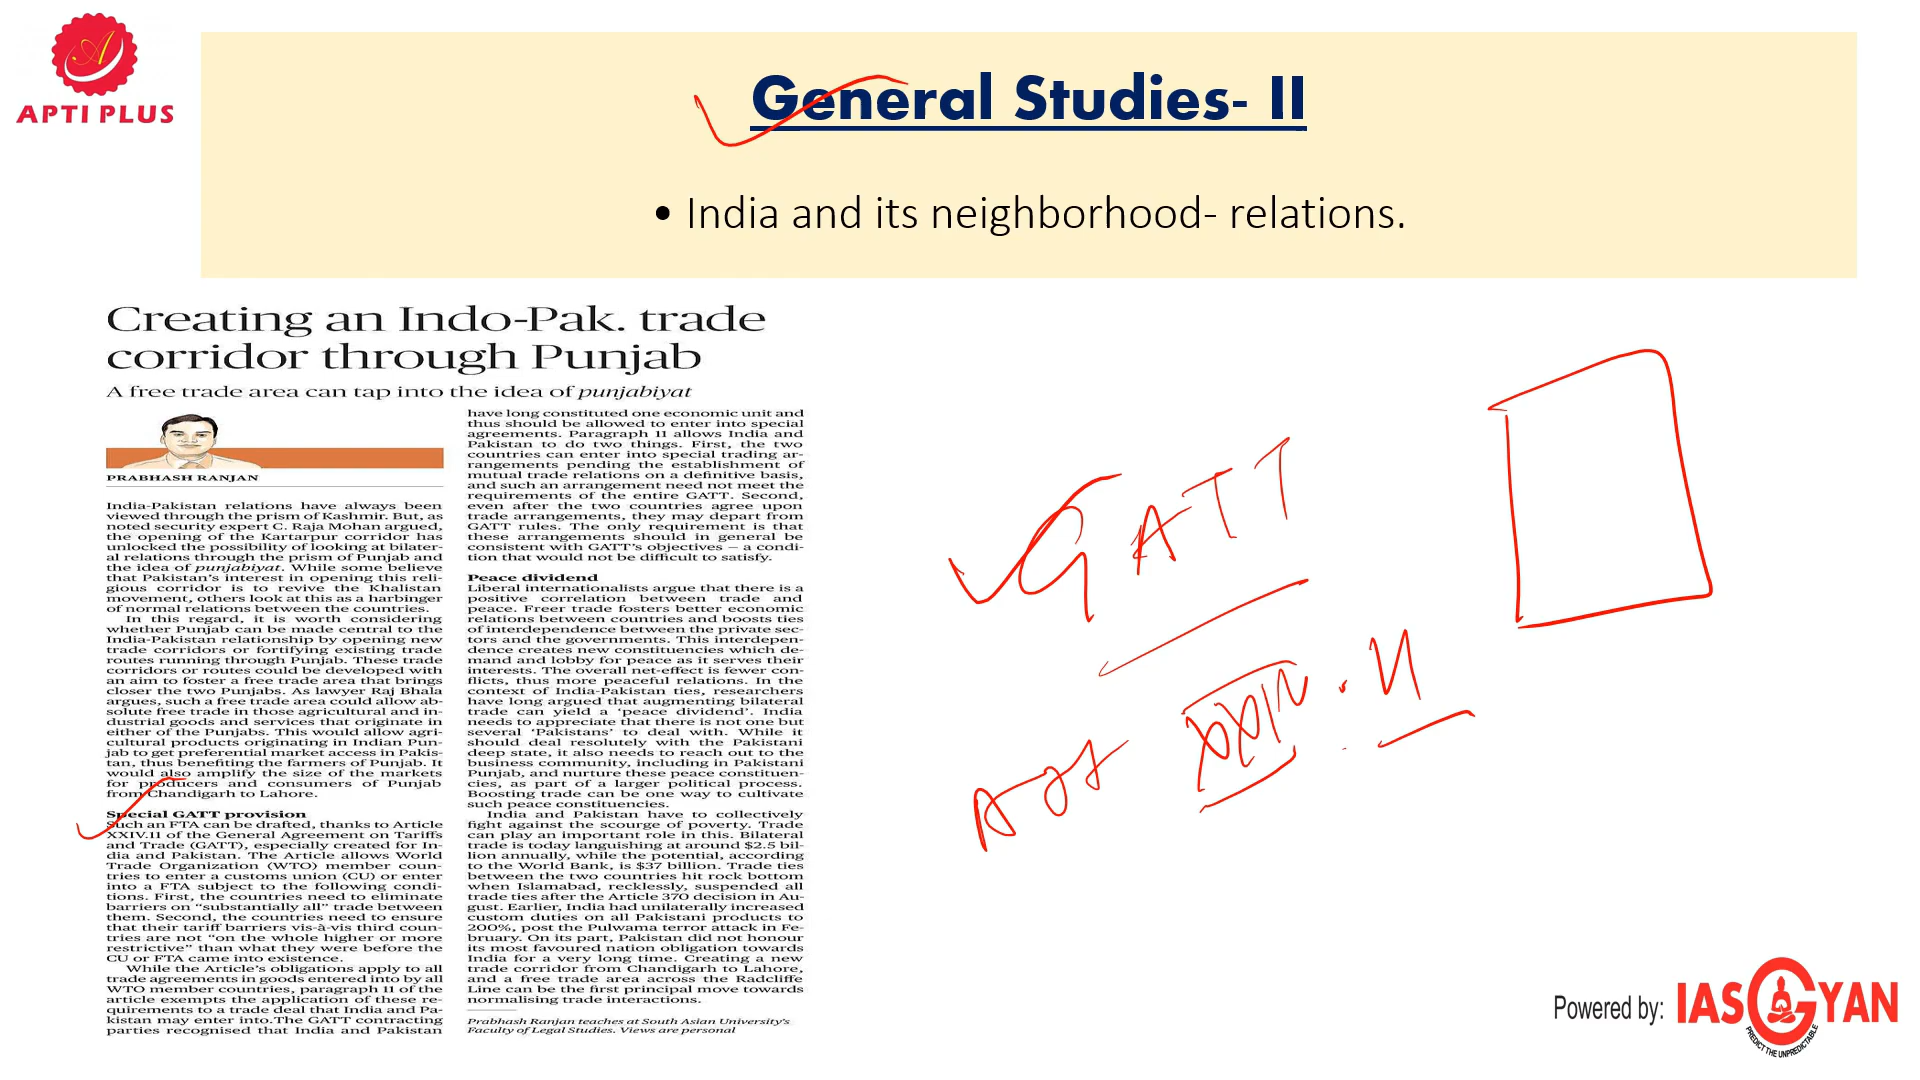 APTI PLUS
General Studies- II
• India and its neighborhood- relations.
Creating an Indo-Pak. trade
corridor through Punjab
A free trade area can tap into the idea of punjabiyat
PRABHASH RANJAN
India-Pakistan relations have always been
viewed through the prism of Kashmir. But, as
noted security expert C. Raja Mohan argued,
the opening of the Kartarpur corridor has
unlocked the possibility of looking at bilater-
al relations through the prism of Punjab and
the idea of punjabiyat. While some believe
that Pakistan's interest in opening this reli-
gious corridor is to revive the Khalistan
movement, others look at this as a harbinger
of normal relations between the countries.
In this regard, it is worth considering
whether Punjab can be made central to the
India-Pakistan relationship by opening new
trade corridors or fortifying existing trade
routes running through Punjab. These trade
corridors or routes could be developed with
an aim to foster a free trade area that brings
closer the two Punjabs. As lawyer Raj Bhala
argues, such a free trade area could allow ab-
solute free trade in those agricultural and in-
dustrial goods and services that originate in
either of the Punjabs. This would allow agri-
cultural products originating in Indian Pun-
jab to get preferential market access in Pakis-
tan, thus benefiting the farmers of Punjab. It
would also amplify the size of the markets
for producers and consumers of Punjab
from Chandigarh to Lahore.
Special GATT provision
Such an FTA can be drafted, thanks to Article
XXIV.11 of the General Agreement on Tariffs
and Trade (GATT), especially created for In-
dia and Pakistan. The Article allows World
Trade Organization (WTO) member coun-
tries to enter a customs union (CU) or enter
into a FTA subject to the following condi-
tions. First, the countries need to eliminate
barriers on "substantially all" trade between
them. Second, the countries need to ensure
that their tariff barriers vis-à-vis third coun-
tries are not "on the whole higher or more
restrictive" than what they were before the
CU or FTA came into existence.
While the Article's obligations apply to all
trade agreements in goods entered into by all
WTO member countries, paragraph 11 of the
article exempts the application of these re-
quirements to a trade deal that India and Pa-
kistan may enter into.The GATT contracting
parties recognised that India and Pakistan
have long constituted one economic unit and
thus should be allowed to enter into special
agreements. Paragraph 11 allows India and
Pakistan to do two things. First, the two
countries can enter into special trading ar-
rangements pending the establishment of
mutual trade relations on a definitive basis,
and such an arrangement need not meet the
requirements of the entire GATT. Second,
even after the two countries agree upon
trade arrangements, they may depart from
GATT rules. The only requirement is that
these arrangements should in general be
consistent with GATT's objectives – a condi-
tion that would not be difficult to satisfy.
Peace dividend
Liberal internationalists argue that there is a
positive correlation between trade and
peace. Freer trade fosters better economic
relations between countries and boosts ties
of interdependence between the private sec-
tors and the governments. This interdepen-
dence creates new constituencies which de-
mand and lobby for peace as it serves their
interests. The overall net-effect is fewer con-
flicts, thus more peaceful relations. In the
context of India-Pakistan ties, researchers
have long argued that augmenting bilateral
trade can yield a 'peace dividend'. India
needs to appreciate that there is not one but
several 'Pakistans' to deal with. While it
should deal resolutely with the Pakistani
deep state, it also needs to reach out to the
business community, including in Pakistani
Punjab, and nurture these peace constituen-
cies, as part of a larger political process.
Boosting trade can be one way to cultivate
such peace constituencies.
India and Pakistan have to collectively
fight against the scourge of poverty. Trade
can play an important role in this. Bilateral
trade is today languishing at around $2.5 bil-
lion annually, while the potential, according
to the World Bank, is $37 billion. Trade ties
between the two countries hit rock bottom
when Islamabad, recklessly, suspended all
trade ties after the Article 370 decision in Au-
gust. Earlier, India had unilaterally increased
custom duties on all Pakistani products to
200%, post the Pulwama terror attack in Fe-
bruary. On its part, Pakistan did not honour
its most favoured nation obligation towards
India for a very long time. Creating a new
trade corridor from Chandigarh to Lahore,
and a free trade area across the Radcliffe
Line can be the first principal move towards
normalising trade interactions.
Prabhash Ranjan teaches at South Asian University's
Faculty of Legal Studies. Views are personal
GATT
Powered by: IAS GYAN
PREDICT THE UNPREDICTABLE